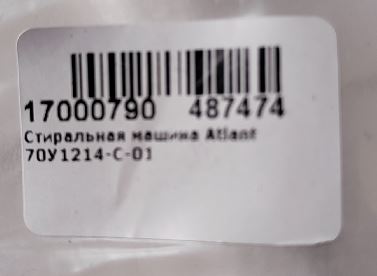 17000790 487474
Стиральная машина Atlant
70У1214-С-01